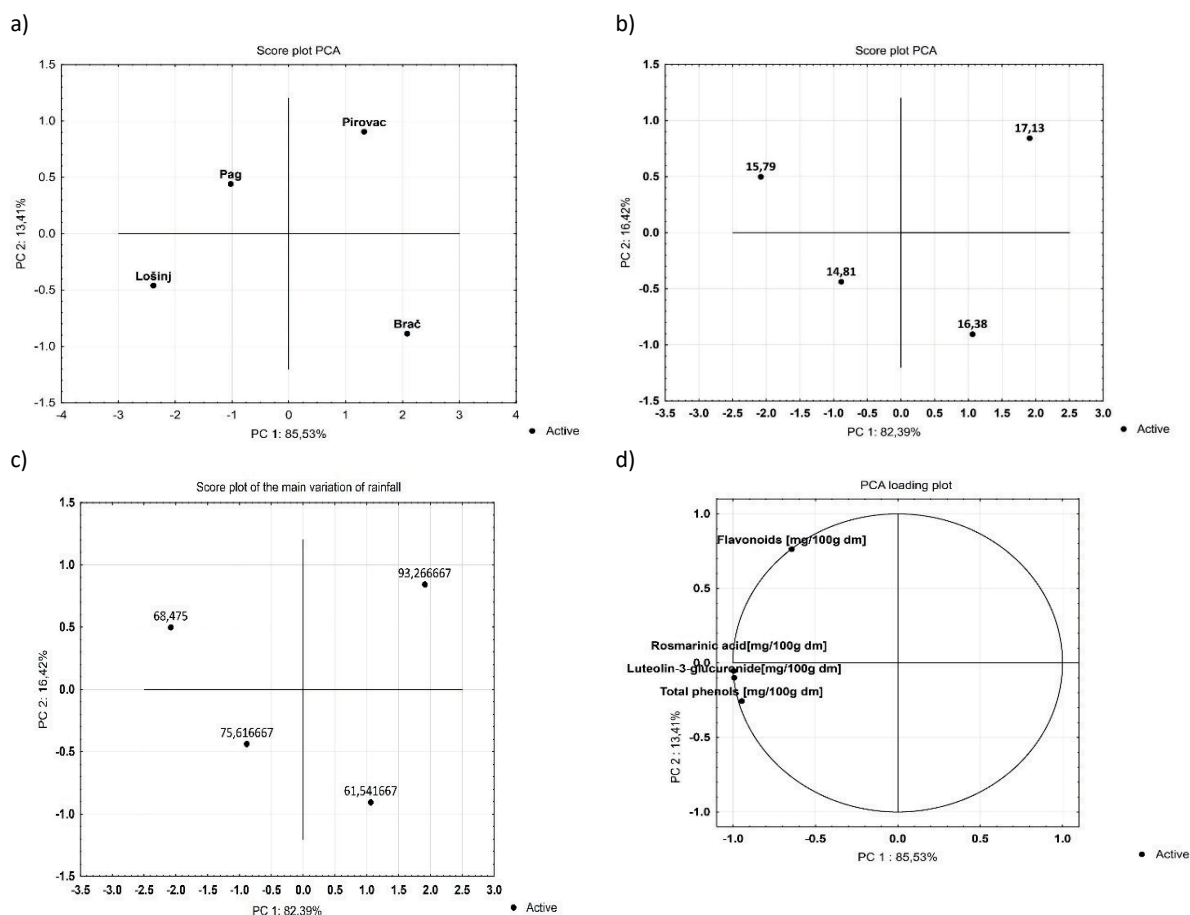 a)
Score plot PCA
1.5
1.0
0.5
0.0
-0.5
-1.0
-1.5
PC 2: 13,41%
Pirovac
Pag
Lošinj
Brač
-4 -3 -2 -1 0 1 2 3 4
PC 1: 85,53%
Active
b)
Score plot PCA
1.5
1.0
0.5
0.0
-0.5
-1.0
-1.5
PC 2: 16,42%
17,13
15,79
14,81
16,38
-3.5 -3.0 -2.5 -2.0 -1.5 -1.0 -0.5 0.0 0.5 1.0 1.5 2.0 2.5 3.0
PC 1: 82,39%
Active
c)
Score plot of the main variation of rainfall
1.5
1.0
0.5
0.0
-0.5
-1.0
-1.5
PC 2: 16,42%
93,266667
68,475
75,616667
61,541667
-3.5 -3.0 -2.5 -2.0 -1.5 -1.0 -0.5 0.0 0.5 1.0 1.5 2.0 2.5 3.0
PC 1: 82,39%
Active
d)
PCA loading plot
1.0
0.5
0.0
-0.5
-1.0
PC 2 : 13,41%
Flavonoids [mg/100g dm]
Rosmarinic acid[mg/100g dm]
Luteolin-3-glucuronide[mg/100g dm]
Total phenols [mg/100g dm]
-1.0 -0.5 0.0 0.5 1.0
PC 1 : 85,53%
Active